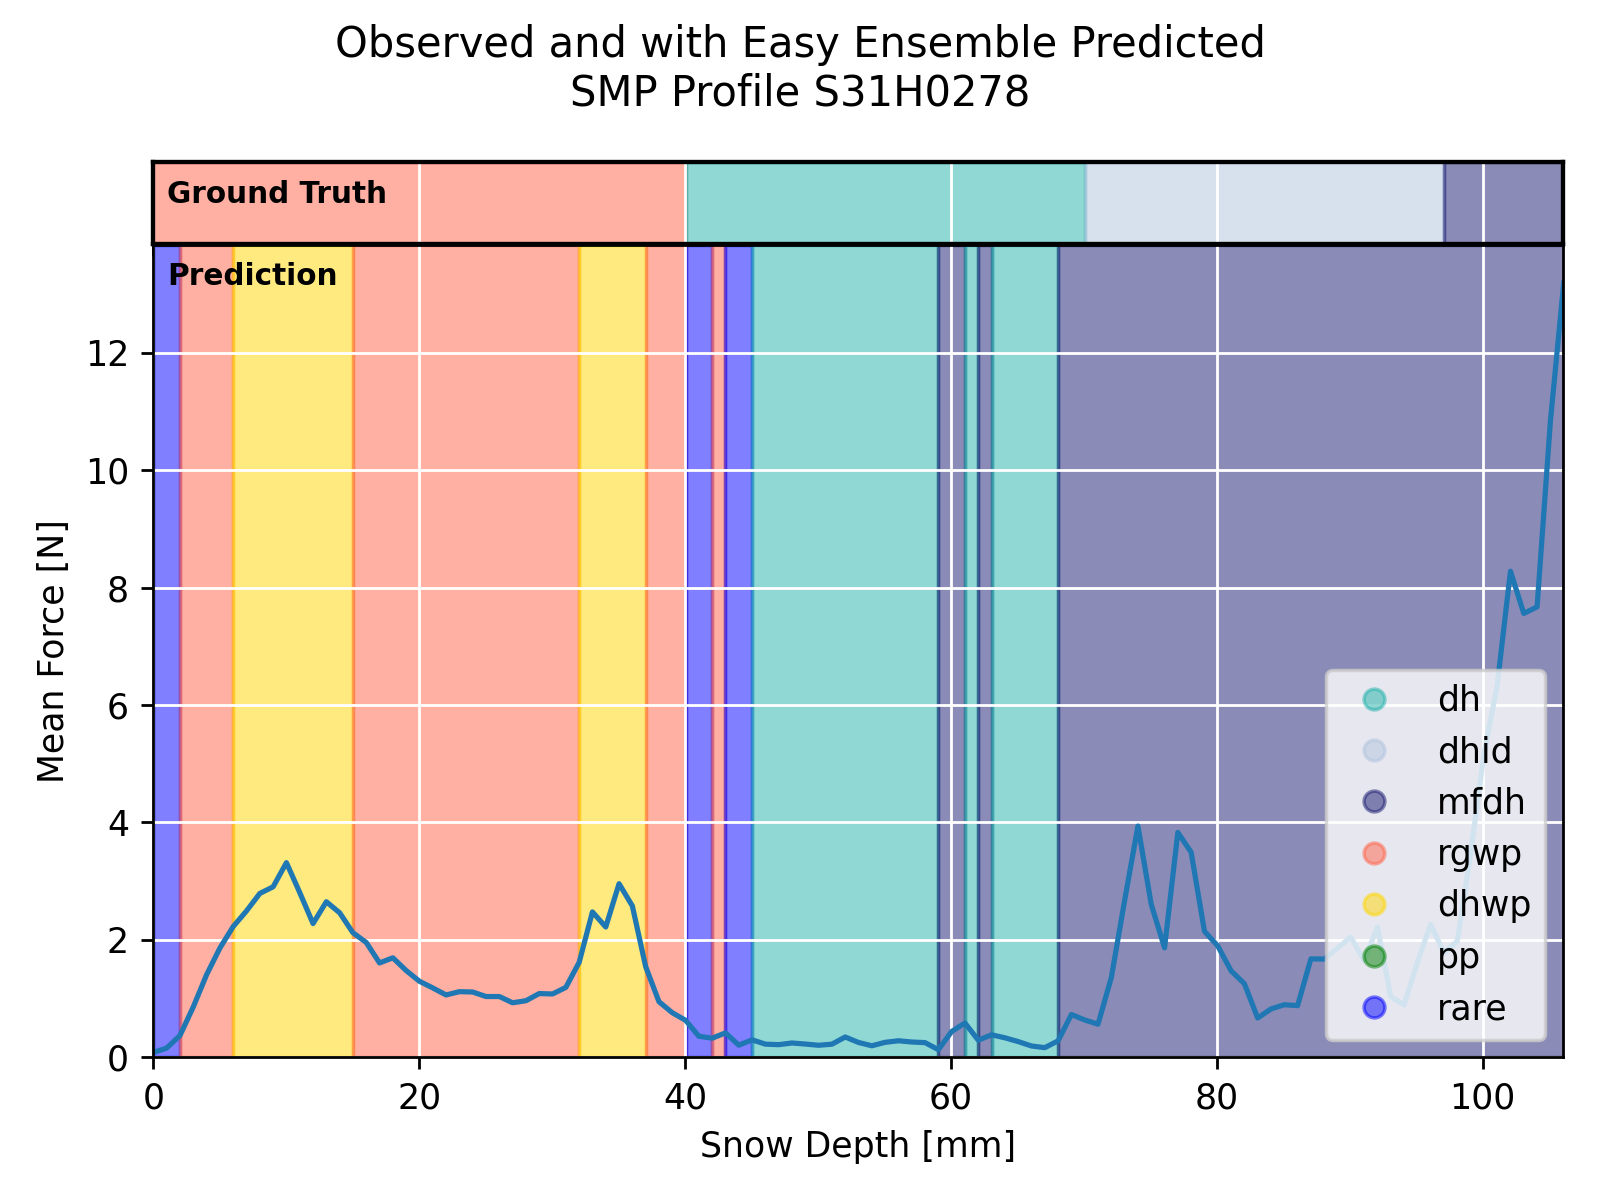 Observed and with Easy Ensemble Predicted
SMP Profile S31H0278
Ground Truth
Prediction
12
10
8
6
4
2
0
Mean Force [N]
dh
dhid
mfdh
rgwp
dhwp
pp
rare
0 20 40 60 80 100
Snow Depth [mm]